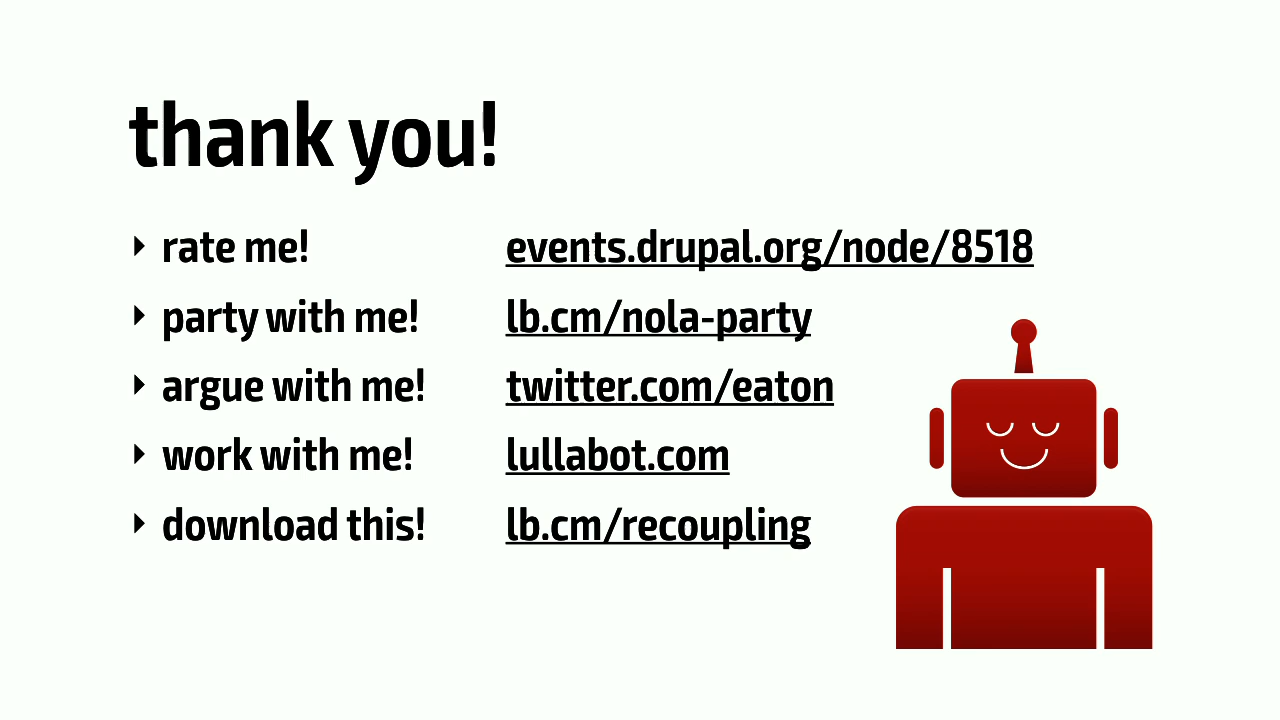 thank you!
‣ rate me! events.drupal.org/node/8518
‣ party with me! lb.cm/nola-party
‣ argue with me! twitter.com/eaton
‣ work with me! lullabot.com
‣ download this! lb.cm/recoupling